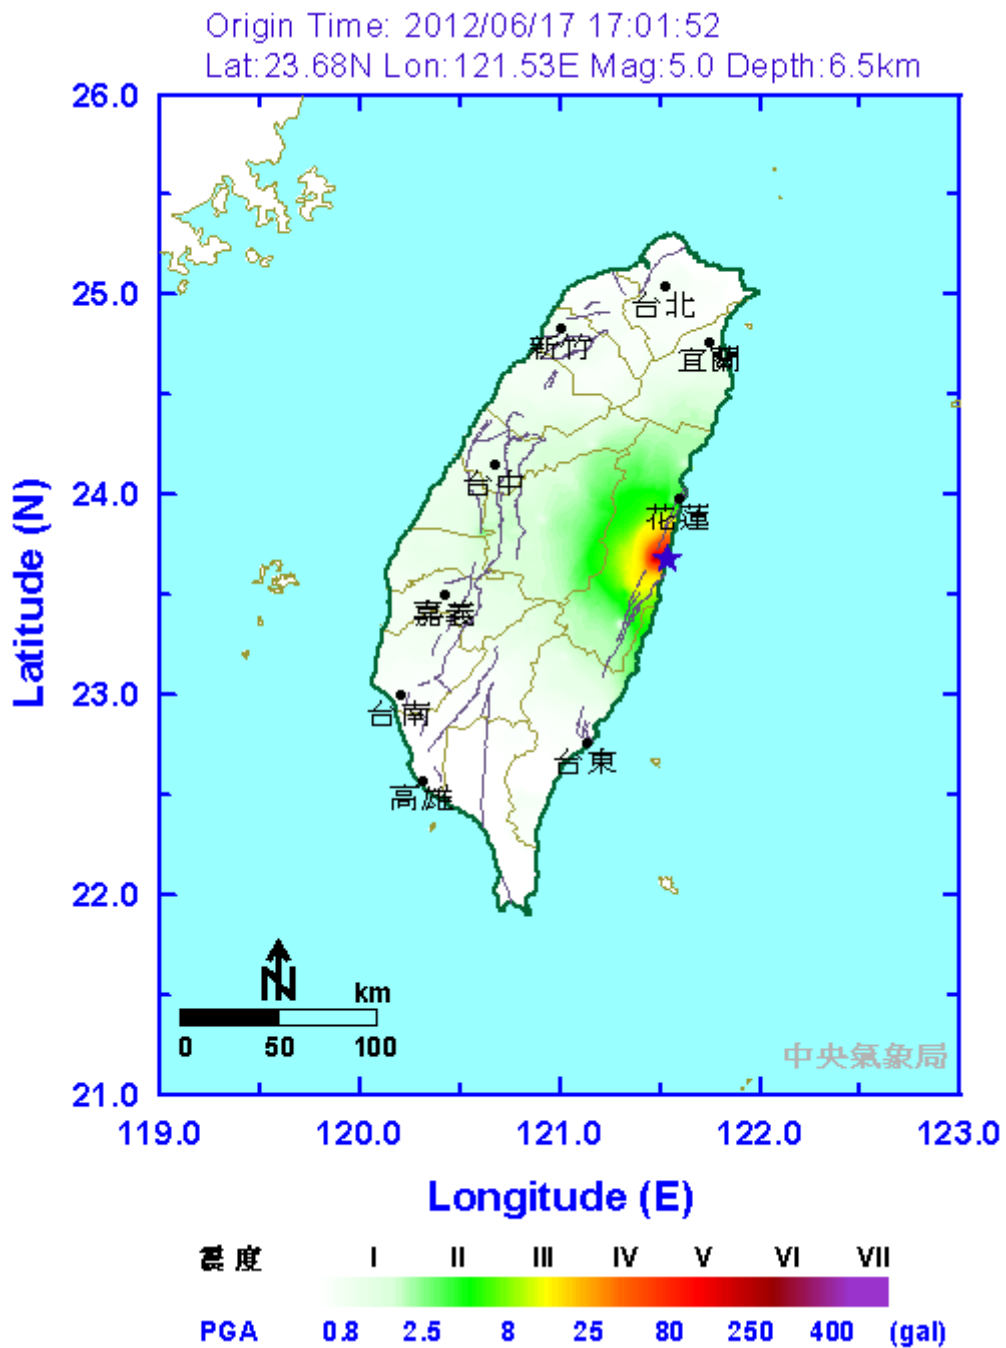 Origin Time: 2012/06/17 17:01:52
Lat:23.68N Lon:121.53E Mag:5.0 Depth:6.5km
26.0
25.0
24.0
23.0
22.0
21.0
Latitude (N)
台北
新竹
宜蘭
台中
花蓮
嘉義
台南
台東
高雄
N
km
0 50 100
中央氣象局
119.0 120.0 121.0 122.0 123.0
Longitude (E)
震度 I II III IV V VI VII
PGA 0.8 2.5 8 25 80 250 400 (gal)